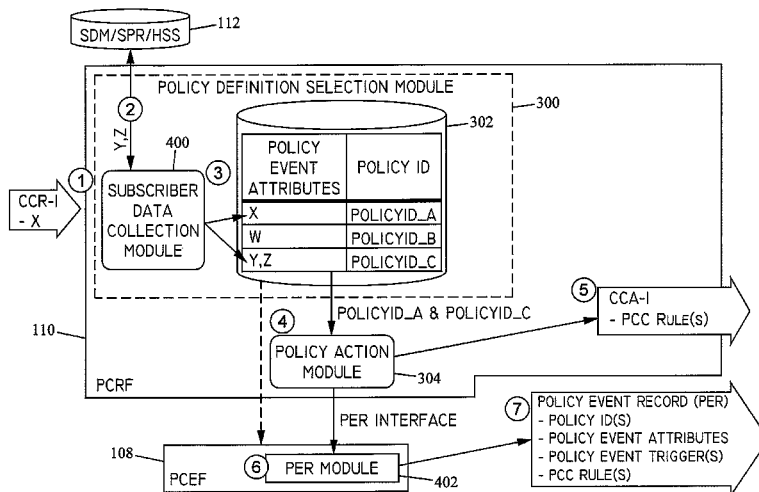 SDM/SPR/HSS
112
POLICY DEFINITION SELECTION MODULE
300
2
Y,Z
302
400
3
1
CCR-I
- X
SUBSCRIBER
DATA
COLLECTION
MODULE
POLICY
EVENT
ATTRIBUTES
POLICY ID
X
POLICYID_A
W
POLICYID_B
Y,Z
POLICYID_C
POLICYID_A & POLICYID_C
5
CCA-I
- PCC RULE(S)
4
POLICY ACTION
MODULE
304
110
PCRF
PER INTERFACE
7
POLICY EVENT RECORD (PER)
- POLICY ID(S)
- POLICY EVENT ATTRIBUTES
- POLICY EVENT TRIGGER(S)
- PCC RULE(S)
108
PCEF
6
PER MODULE
402